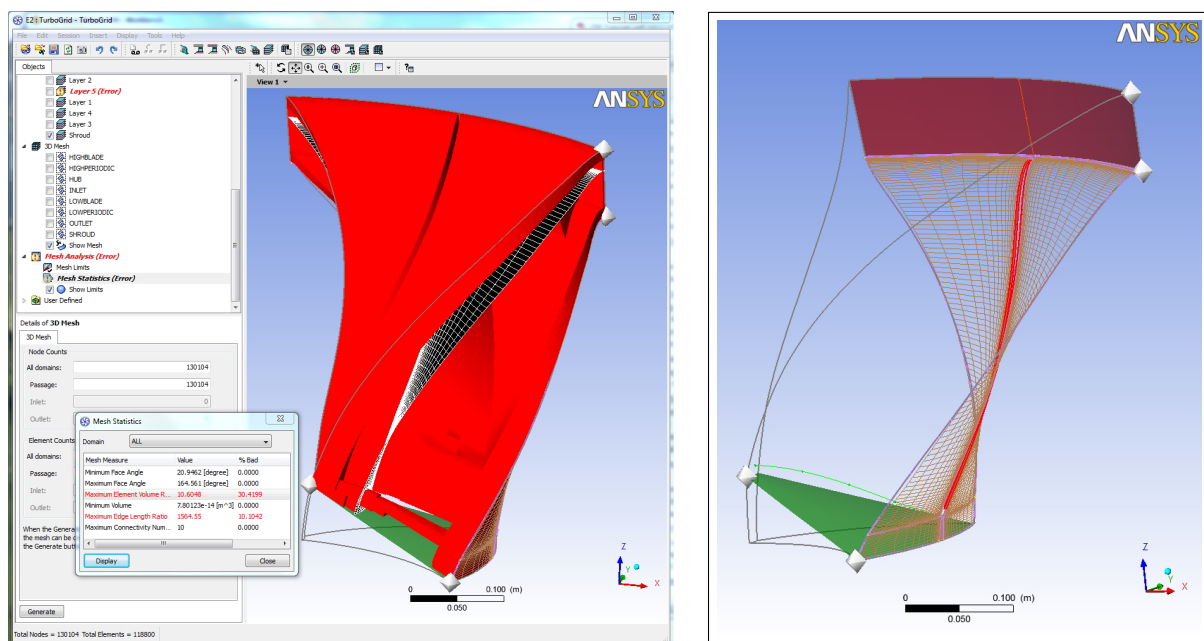 E2 : TurboGrid - TurboGrid
File Edit Session Insert Display Tools Help
Objects
View 1
Layer 2
Layer 5 (Error)
Layer 1
Layer 4
Layer 3
Shroud
3D Mesh
HIGHBLADE
HIGHPERIODIC
HUB
INLET
LOWBLADE
LOWPERIODIC
OUTLET
SHROUD
Show Mesh
Mesh Analysis (Error)
Mesh Limits
Mesh Statistics (Error)
Show Limits
User Defined
Details of 3D Mesh
3D Mesh
Node Counts
All domains: 130104
Passage: 130104
Inlet: 0
Outlet:
Element Counts
All domains:
Passage:
Inlet:
Outlet:
When the Genera
the mesh can be
the Generate but
Generate
Total Nodes = 130104 Total Elements = 118800
Mesh Statistics
Domain ALL
Mesh Measure Value % Bad
Minimum Face Angle 20.9462 [degree] 0.0000
Maximum Face Angle 164.561 [degree] 0.0000
Maximum Element Volume R... 10.6048 30.4199
Minimum Volume 7.80123e-14 [m^3] 0.0000
Maximum Edge Length Ratio 1564.55 10.1042
Maximum Connectivity Num... 10 0.0000
Display Close
ANSYS
0 0.100 (m)
0.050
Z
Y
X
ANSYS
0 0.100 (m)
0.050
Z
Y
X